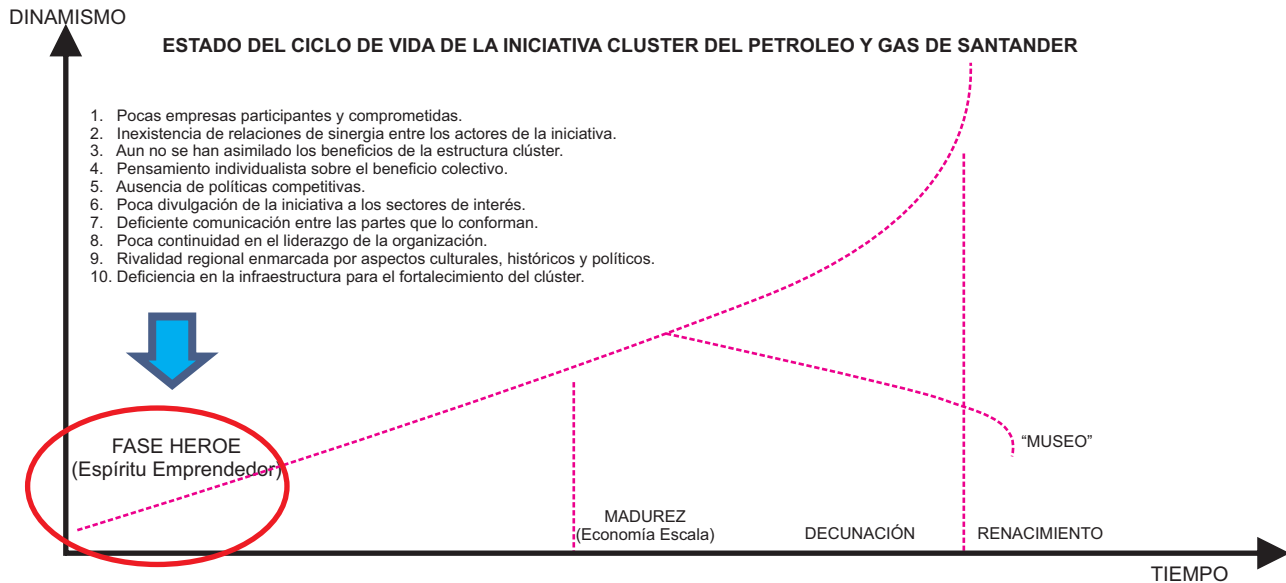 DINAMISMO
ESTADO DEL CICLO DE VIDA DE LA INICIATIVA CLUSTER DEL PETROLEO Y GAS DE SANTANDER
1. Pocas empresas participantes y comprometidas.
2. Inexistencia de relaciones de sinergia entre los actores de la iniciativa.
3. Aun no se han asimilado los beneficios de la estructura clúster.
4. Pensamiento individualista sobre el beneficio colectivo.
5. Ausencia de políticas competitivas.
6. Poca divulgación de la iniciativa a los sectores de interés.
7. Deficiente comunicación entre las partes que lo conforman.
8. Poca continuidad en el liderazgo de la organización.
9. Rivalidad regional enmarcada por aspectos culturales, históricos y políticos.
10. Deficiencia en la infraestructura para el fortalecimiento del clúster.
FASE HEROE
(Espíritu Emprendedor)
"MUSEO"
MADUREZ
(Economía Escala)
DECUNACIÓN
RENACIMIENTO
TIEMPO